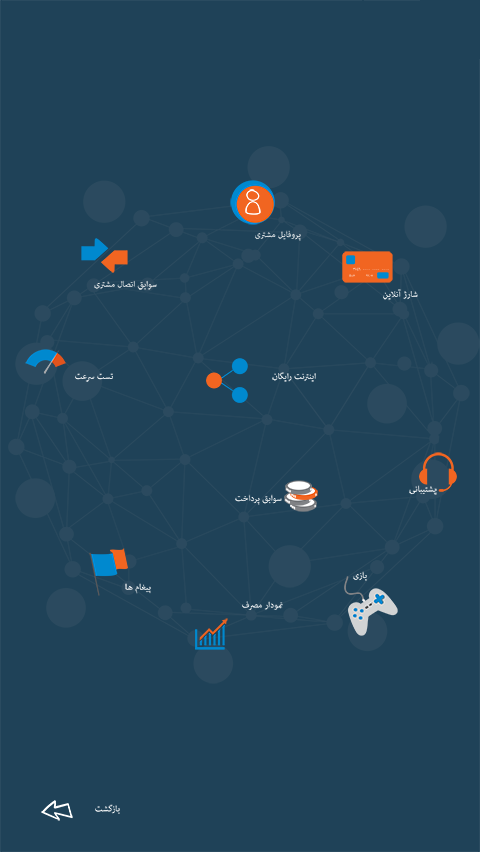 پروفایل مشتری
سوابق اتصال مشتری
شارژ آنلاین
تست سرعت
اینترنت رایگان
پشتیبانی
سوابق پرداخت
بازی
پیغام ها
نمودار مصرف
بازگشت